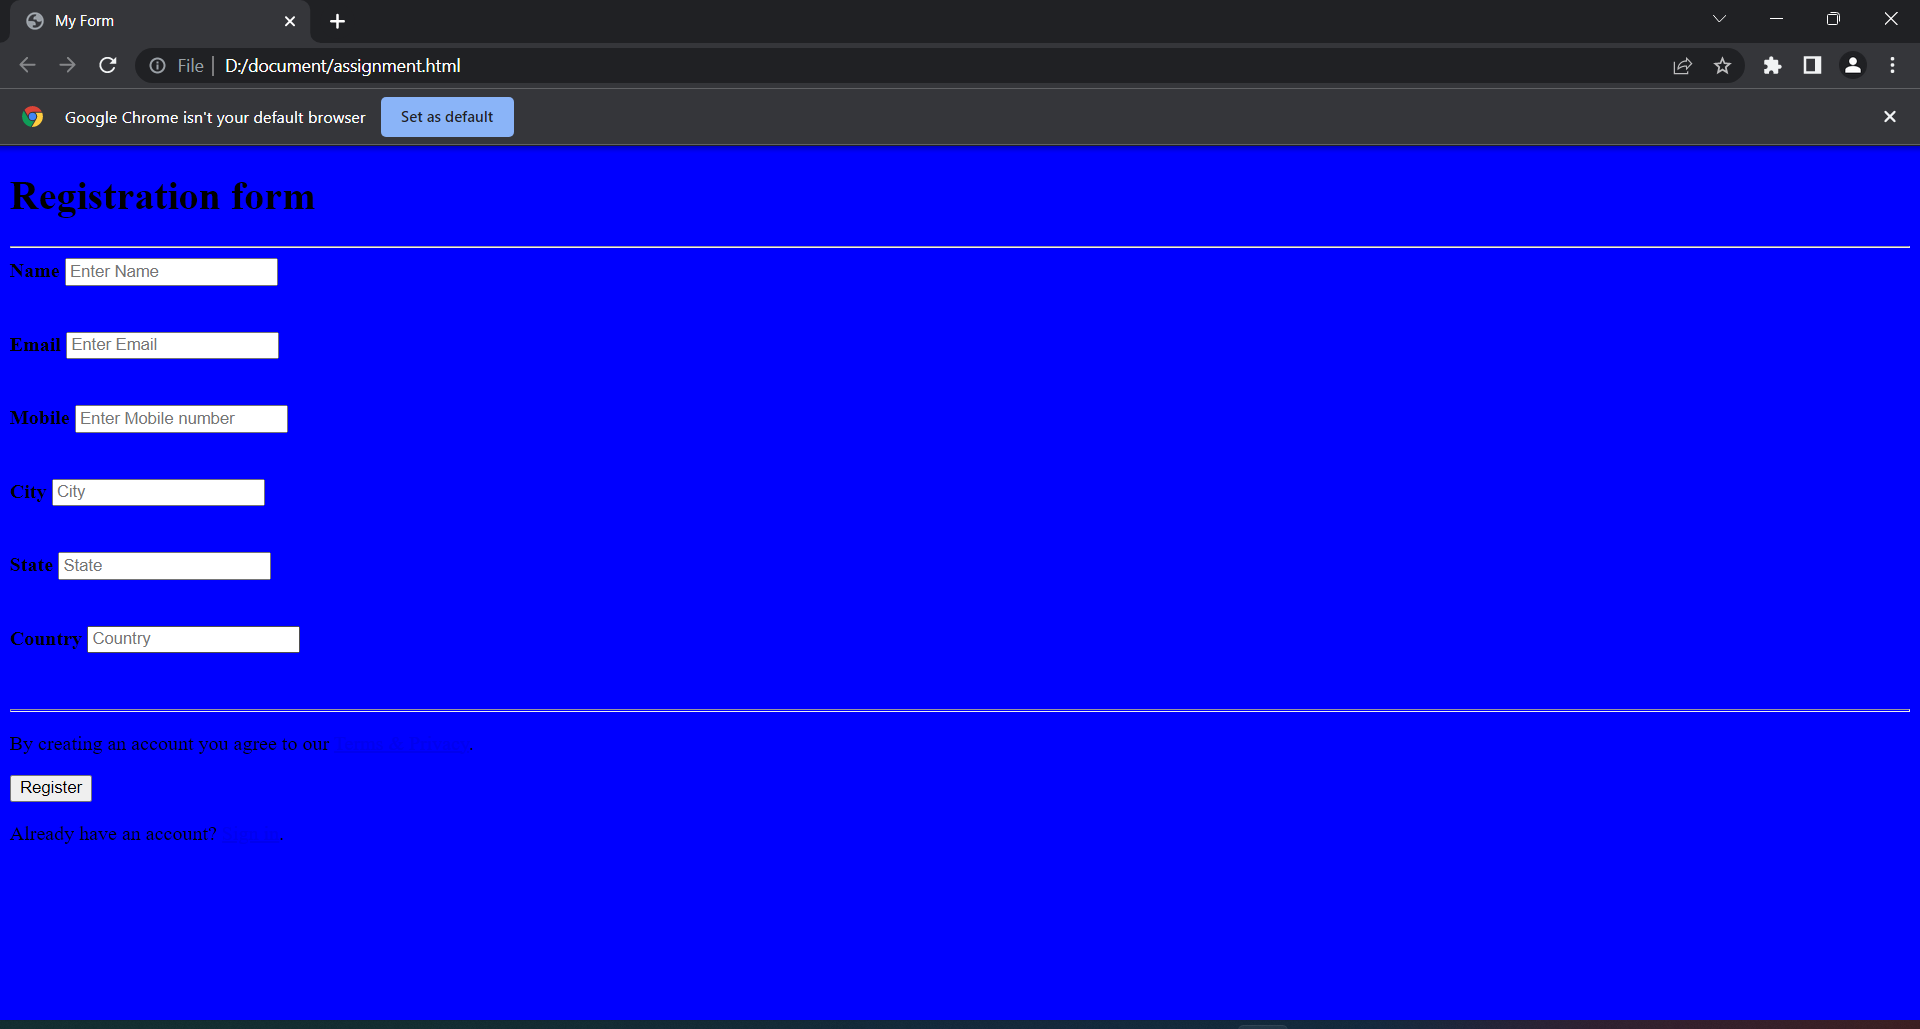 My Form
File D:/document/assignment.html
Google Chrome isn't your default browser Set as default
Registration form
Name Enter Name
Email Enter Email
Mobile Enter Mobile number
City City
State State
Country Country
By creating an account you agree to our
Register
Already have an account?